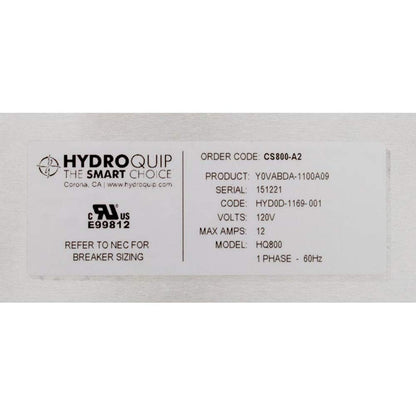 HYDROQUIP
THE SMART CHOICE
Corona, CA | www.hydroquip.com
C UL US
E99812
REFER TO NEC FOR
BREAKER SIZING
ORDER CODE: CS800-A2
PRODUCT: Y0VABDA-1100A09
SERIAL: 151221
CODE: HYD0D-1169-001
VOLTS: 120V
MAX AMPS: 12
MODEL: HQ800
1 PHASE - 60Hz